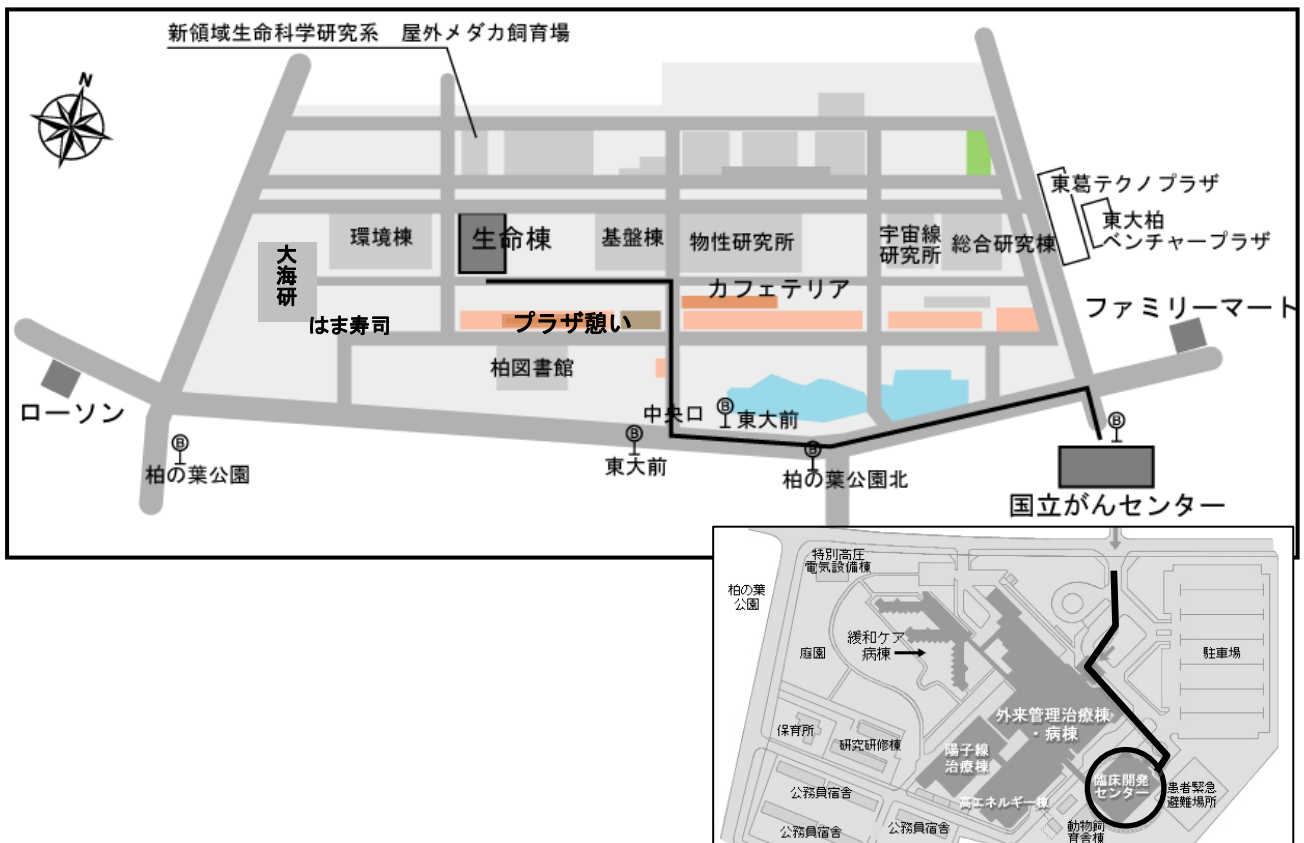 新領域生命科学研究系　屋外メダカ飼育場
N
東葛テクノプラザ
東大柏
ベンチャープラザ
環境棟
生命棟
基盤棟
物性研究所
宇宙線
研究所
総合研究棟
大海研
カフェテリア
ファミリーマート
はま寿司
プラザ憩い
柏図書館
ローソン
中央口
B
東大前
B
東大前
B
柏の葉公園
B
柏の葉公園北
B
国立がんセンター
特別高圧
電気設備棟
柏の葉
公園
緩和ケア
病棟
庭園
駐車場
外来管理治療棟
・病棟
保育所
研究研修棟
陽子線
治療棟
臨床開発
センター
患者緊急
避難場所
公務員宿舎
高エネルギー棟
公務員宿舎
公務員宿舎
動物飼
育舎棟